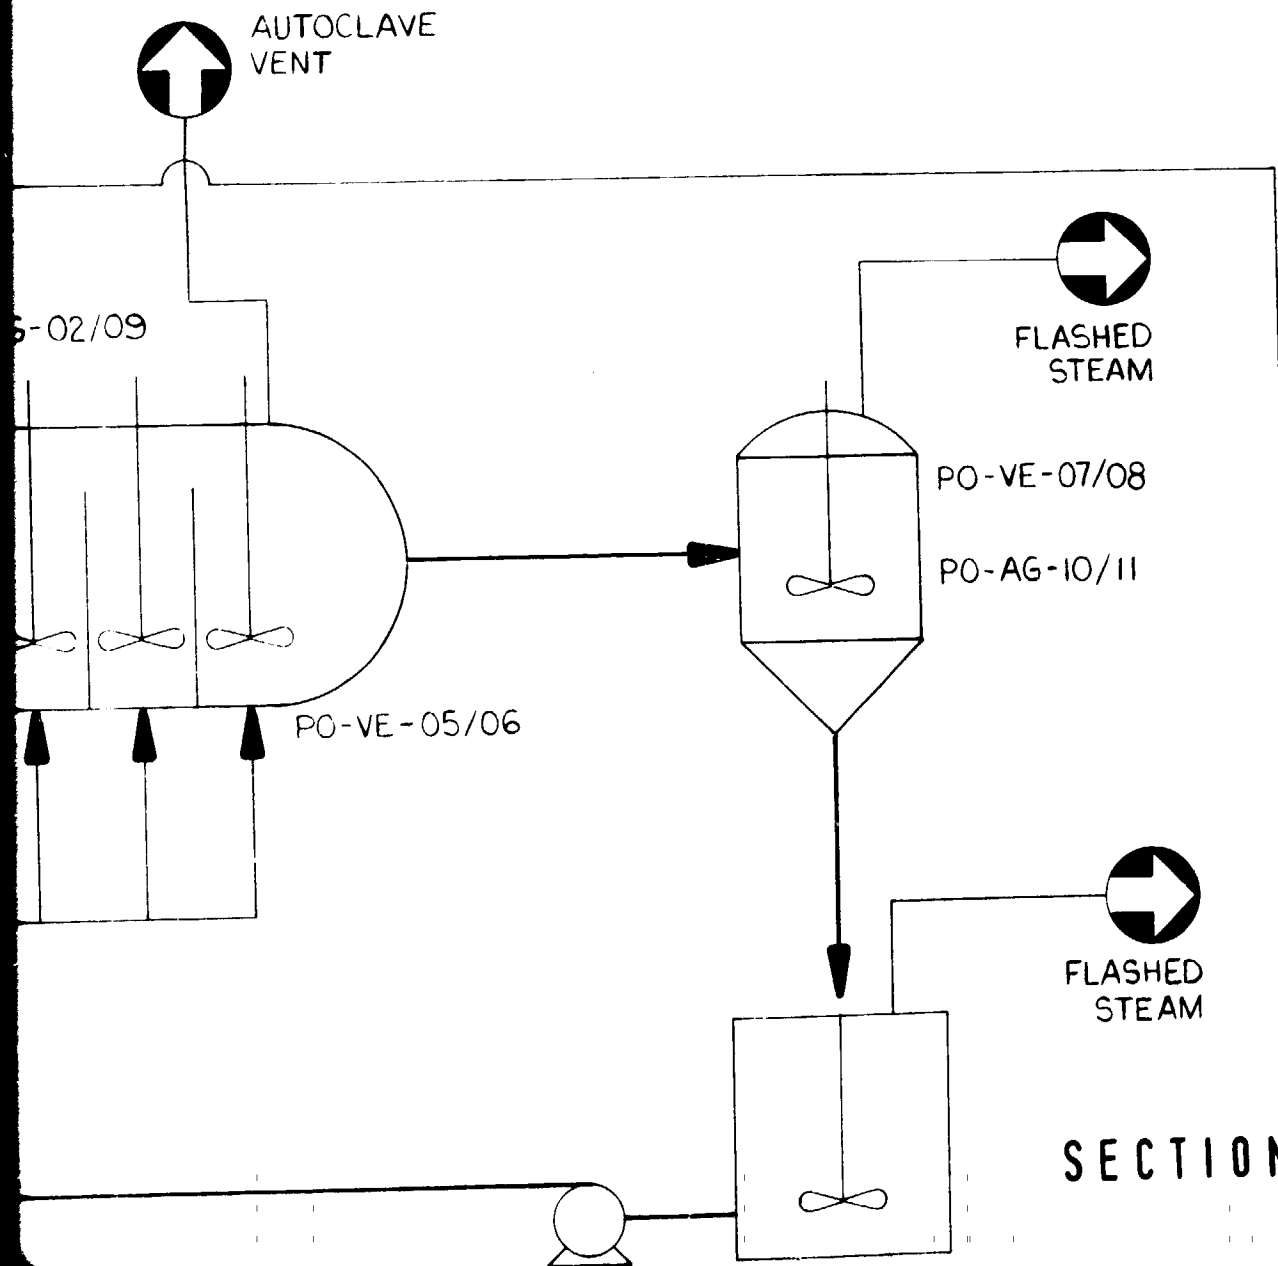 AUTOCLAVE
VENT
-02/09
FLASHED
STEAM
PO-VE-07/08
PO-AG-10/11
PO-VE-05/06
FLASHED
STEAM
SECTION